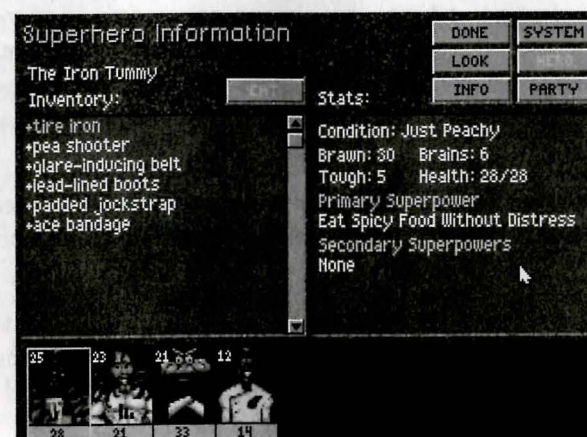 Superhero Information
DONE
SYSTEM
The Iron Tummy
LOOK
HERO
Inventory:
EAT
Stats:
INFO
PARTY
+tire iron
+pea shooter
+glare-inducing belt
+lead-lined boots
+padded jockstrap
+ace bandage
Condition: Just Peachy
Brawn: 30 Brains: 6
Tough: 5 Health: 28/28
Primary Superpower
Eat Spicy Food Without Distress
Secondary Superpowers
None
25 23 21 12
28 21 33 14